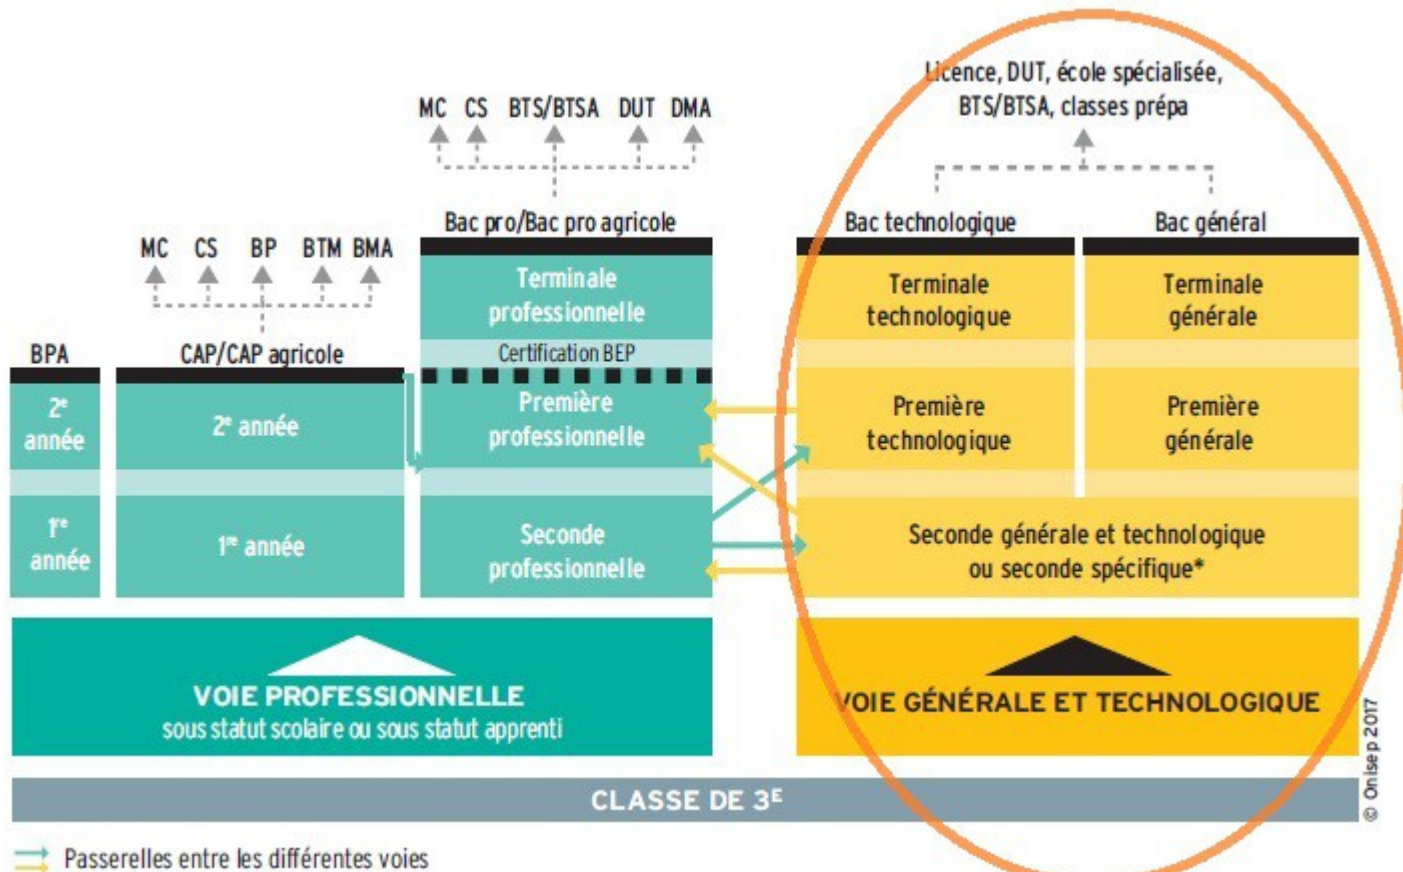 Licence, DUT, école spécialisée,
BTS/BTSA, classes prépa
MC CS BTS/BTSA DUT DMA
Bac pro/Bac pro agricole
Bac technologique
Bac général
MC CS BP BTM BMA
Terminale
professionnelle
Terminale
technologique
Terminale
générale
BPA
CAP/CAP agricole
Certification BEP
2e
année
2e année
Première
professionnelle
Première
technologique
Première
générale
1re
année
1re année
Seconde
professionnelle
Seconde générale et technologique
ou seconde spécifique*
VOIE PROFESSIONNELLE
sous statut scolaire ou sous statut apprenti
VOIE GÉNÉRALE ET TECHNOLOGIQUE
CLASSE DE 3E
© Onisep 2017
Passerelles entre les différentes voies